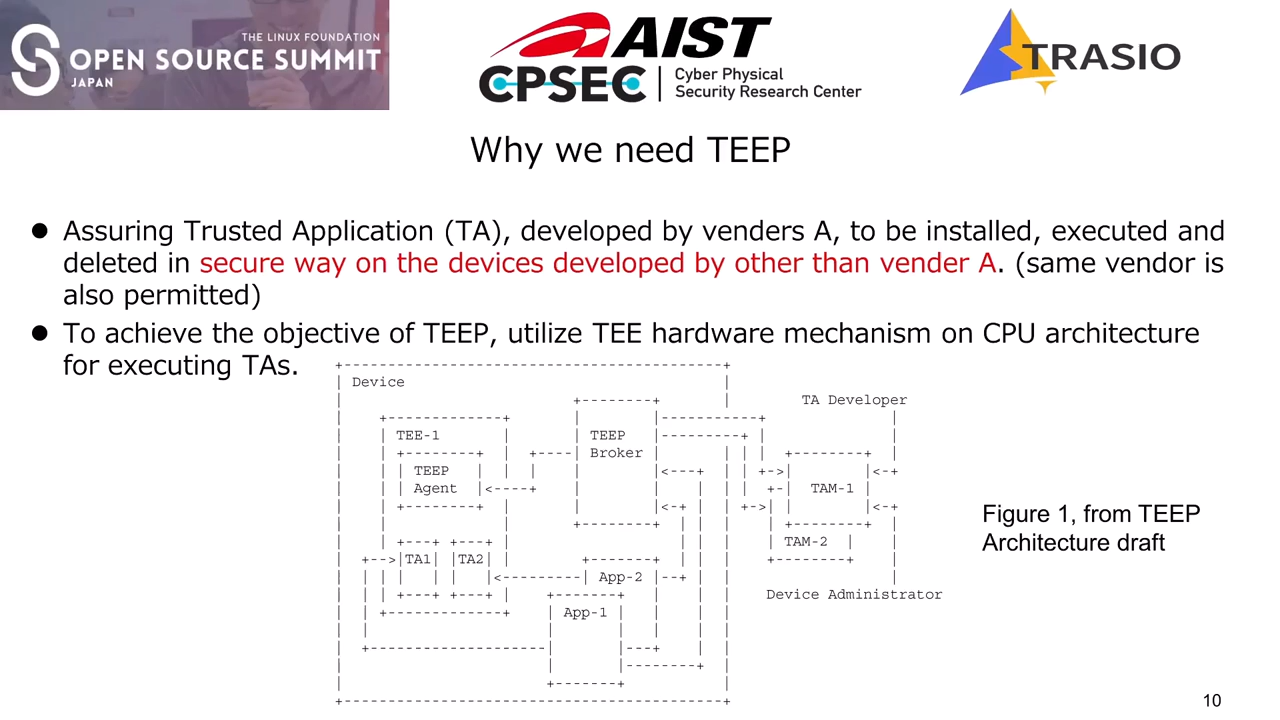 THE LINUX FOUNDATION
OPEN SOURCE SUMMIT
JAPAN
AIST
CPSEC
Cyber Physical
Security Research Center
TRASIO
Why we need TEEP
● Assuring Trusted Application (TA), developed by venders A, to be installed, executed and
deleted in secure way on the devices developed by other than vender A. (same vendor is
also permitted)
● To achieve the objective of TEEP, utilize TEE hardware mechanism on CPU architecture
for executing TAs.
Device
TA Developer
TEE-1
TEEP
Broker
TEEP
Agent
TAM-1
TAM-2
TA1
TA2
App-2
Device Administrator
App-1
Figure 1, from TEEP
Architecture draft
10